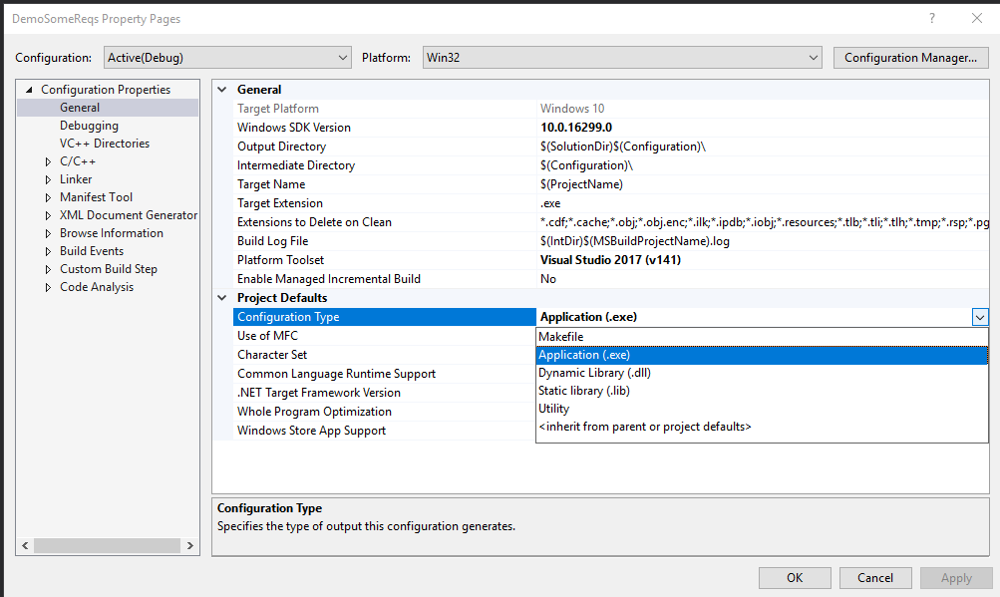 DemoSomeReqs Property Pages
Configuration: Active(Debug) Platform: Win32 Configuration Manager...
Configuration Properties
General
Debugging
VC++ Directories
C/C++
Linker
Manifest Tool
XML Document Generator
Browse Information
Build Events
Custom Build Step
Code Analysis
General
Target Platform Windows 10
Windows SDK Version 10.0.16299.0
Output Directory $(SolutionDir)$(Configuration)\
Intermediate Directory $(Configuration)\
Target Name $(ProjectName)
Target Extension .exe
Extensions to Delete on Clean *.cdf;*.cache;*.obj;*.obj.enc;*.ilk;*.ipdb;*.iobj;*.resources;*.tlb;*.tli;*.tlh;*.tmp;*.rsp;*.pg
Build Log File $(IntDir)$(MSBuildProjectName).log
Platform Toolset Visual Studio 2017 (v141)
Enable Managed Incremental Build No
Project Defaults
Configuration Type Application (.exe)
Use of MFC
Character Set
Common Language Runtime Support
.NET Target Framework Version
Whole Program Optimization
Windows Store App Support
Makefile
Application (.exe)
Dynamic Library (.dll)
Static library (.lib)
Utility
<inherit from parent or project defaults>
Configuration Type
Specifies the type of output this configuration generates.
OK Cancel Apply